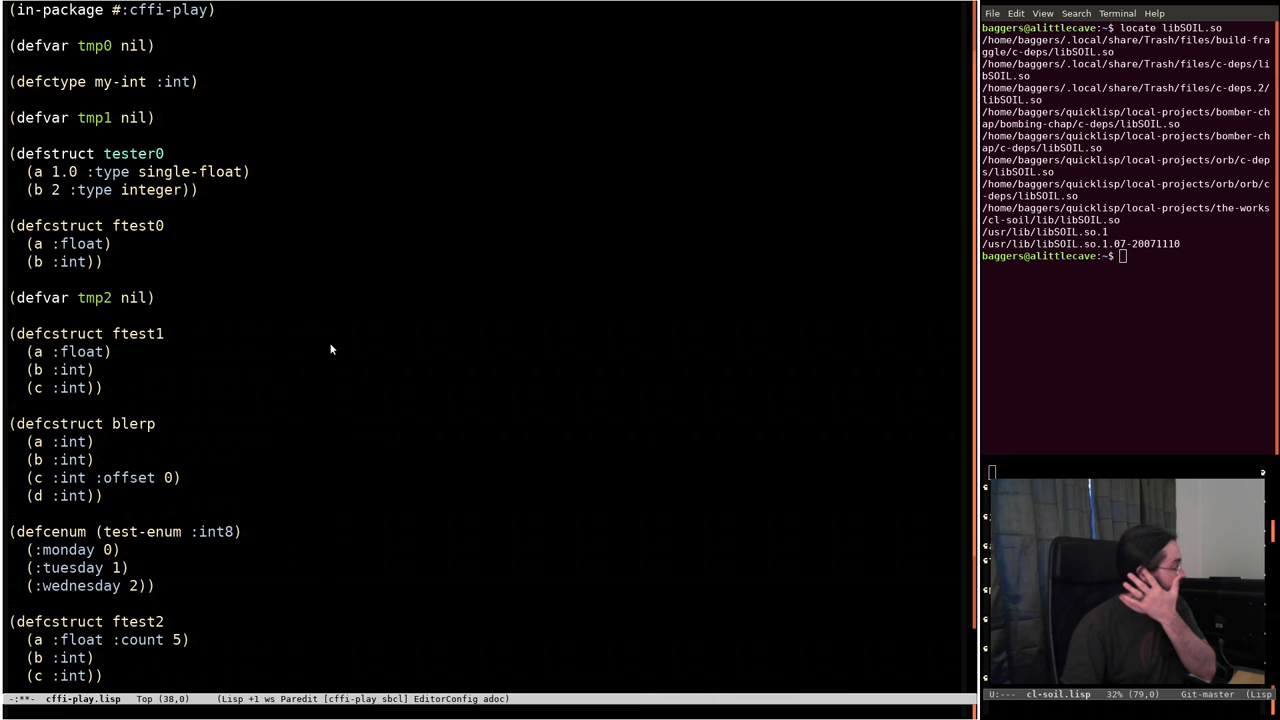 (in-package #:cffi-play)
(defvar tmp0 nil)
(defctype my-int :int)
(defvar tmp1 nil)
(defstruct tester0
(a 1.0 :type single-float)
(b 2 :type integer))
(defcstruct ftest0
(a :float)
(b :int))
(defvar tmp2 nil)
(defcstruct ftest1
(a :float)
(b :int)
(c :int))
(defcstruct blerp
(a :int)
(b :int)
(c :int :offset 0)
(d :int))
(defcenum (test-enum :int8)
(:monday 0)
(:tuesday 1)
(:wednesday 2))
(defcstruct ftest2
(a :float :count 5)
(b :int)
(c :int))
-:**- cffi-play.lisp Top (38,0) (Lisp +1 ws Paredit [cffi-play sbcl] EditorConfig adoc)
File Edit View Search Terminal Help
baggers@alittlecave:~$ locate libSOIL.so
/home/baggers/.local/share/Trash/files/build-fra
ggle/c-deps/libSOIL.so
/home/baggers/.local/share/Trash/files/c-deps/li
bSOIL.so
/home/baggers/.local/share/Trash/files/c-deps.2/
libSOIL.so
/home/baggers/quicklisp/local-projects/bomber-ch
ap/bombing-chap/c-deps/libSOIL.so
/home/baggers/quicklisp/local-projects/bomber-ch
ap/c-deps/libSOIL.so
/home/baggers/quicklisp/local-projects/orb/c-dep
s/libSOIL.so
/home/baggers/quicklisp/local-projects/orb/orb/c
-deps/libSOIL.so
/home/baggers/quicklisp/local-projects/the-works
/cl-soil/lib/libSOIL.so
/usr/lib/libSOIL.so.1
/usr/lib/libSOIL.so.1.07-20071110
baggers@alittlecave:~$
U:--- cl-soil.lisp 32% (79,0) Git-master (Lisp